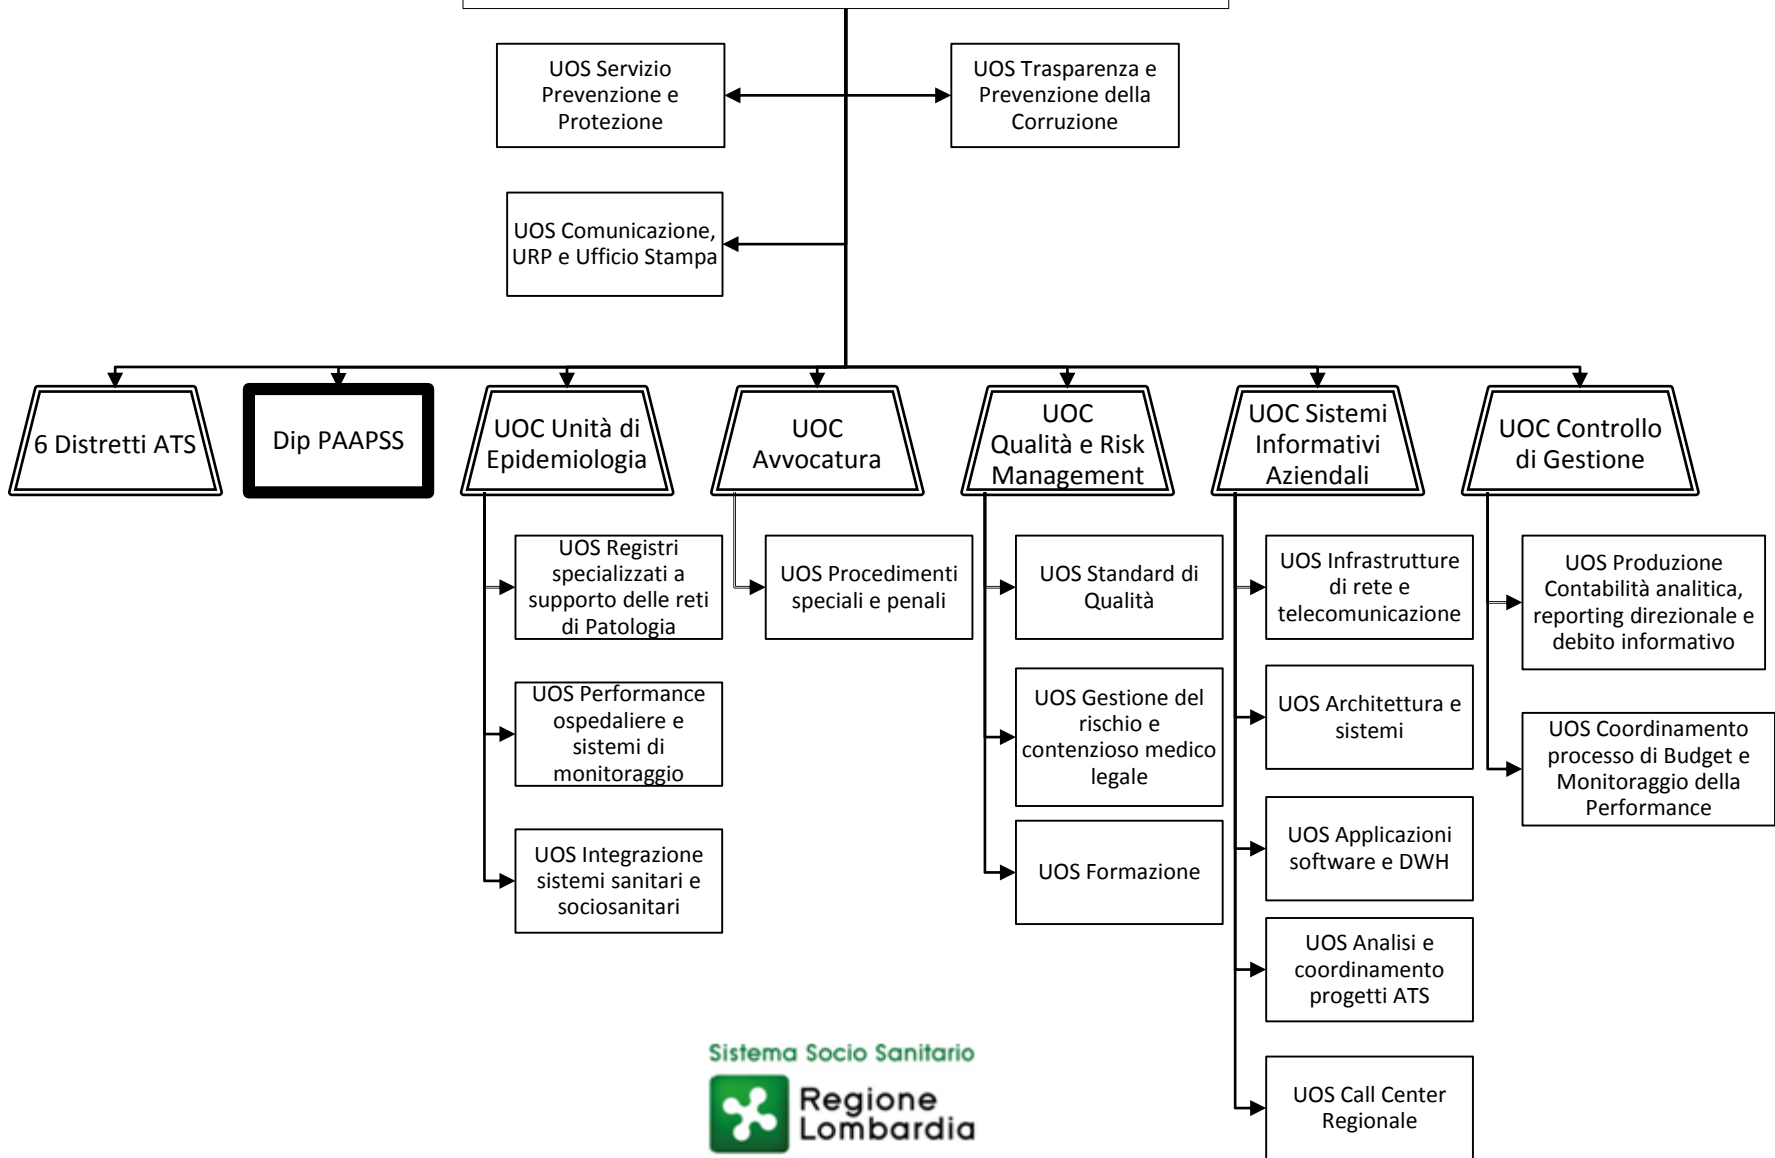 UOS Servizio
Prevenzione e
Protezione
UOS Trasparenza e
Prevenzione della
Corruzione
UOS Comunicazione,
URP e Ufficio Stampa
6 Distretti ATS
Dip PAAPSS
UOC Unità di
Epidemiologia
UOC
Avvocatura
UOC
Qualità e Risk
Management
UOC Sistemi
Informativi
Aziendali
UOC Controllo
di Gestione
UOS Registri
specializzati a
supporto delle reti
di Patologia
UOS Performance
ospedaliere e
sistemi di
monitoraggio
UOS Integrazione
sistemi sanitari e
sociosanitari
UOS Procedimenti
speciali e penali
UOS Standard di
Qualità
UOS Gestione del
rischio e
contenzioso medico
legale
UOS Formazione
UOS Infrastrutture
di rete e
telecomunicazione
UOS Architettura e
sistemi
UOS Applicazioni
software e DWH
UOS Analisi e
coordinamento
progetti ATS
UOS Call Center
Regionale
UOS Produzione
Contabilità analitica,
reporting direzionale e
debito informativo
UOS Coordinamento
processo di Budget e
Monitoraggio della
Performance
Sistema Socio Sanitario
Regione
Lombardia